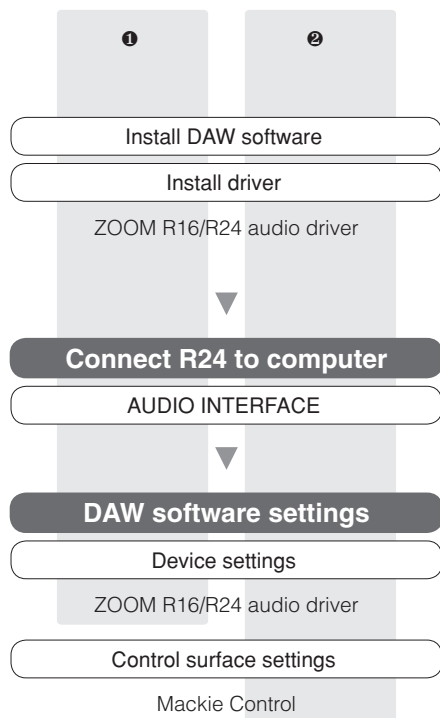 ❶ ❷
Install DAW software
Install driver
ZOOM R16/R24 audio driver
Connect R24 to computer
AUDIO INTERFACE
DAW software settings
Device settings
ZOOM R16/R24 audio driver
Control surface settings
Mackie Control